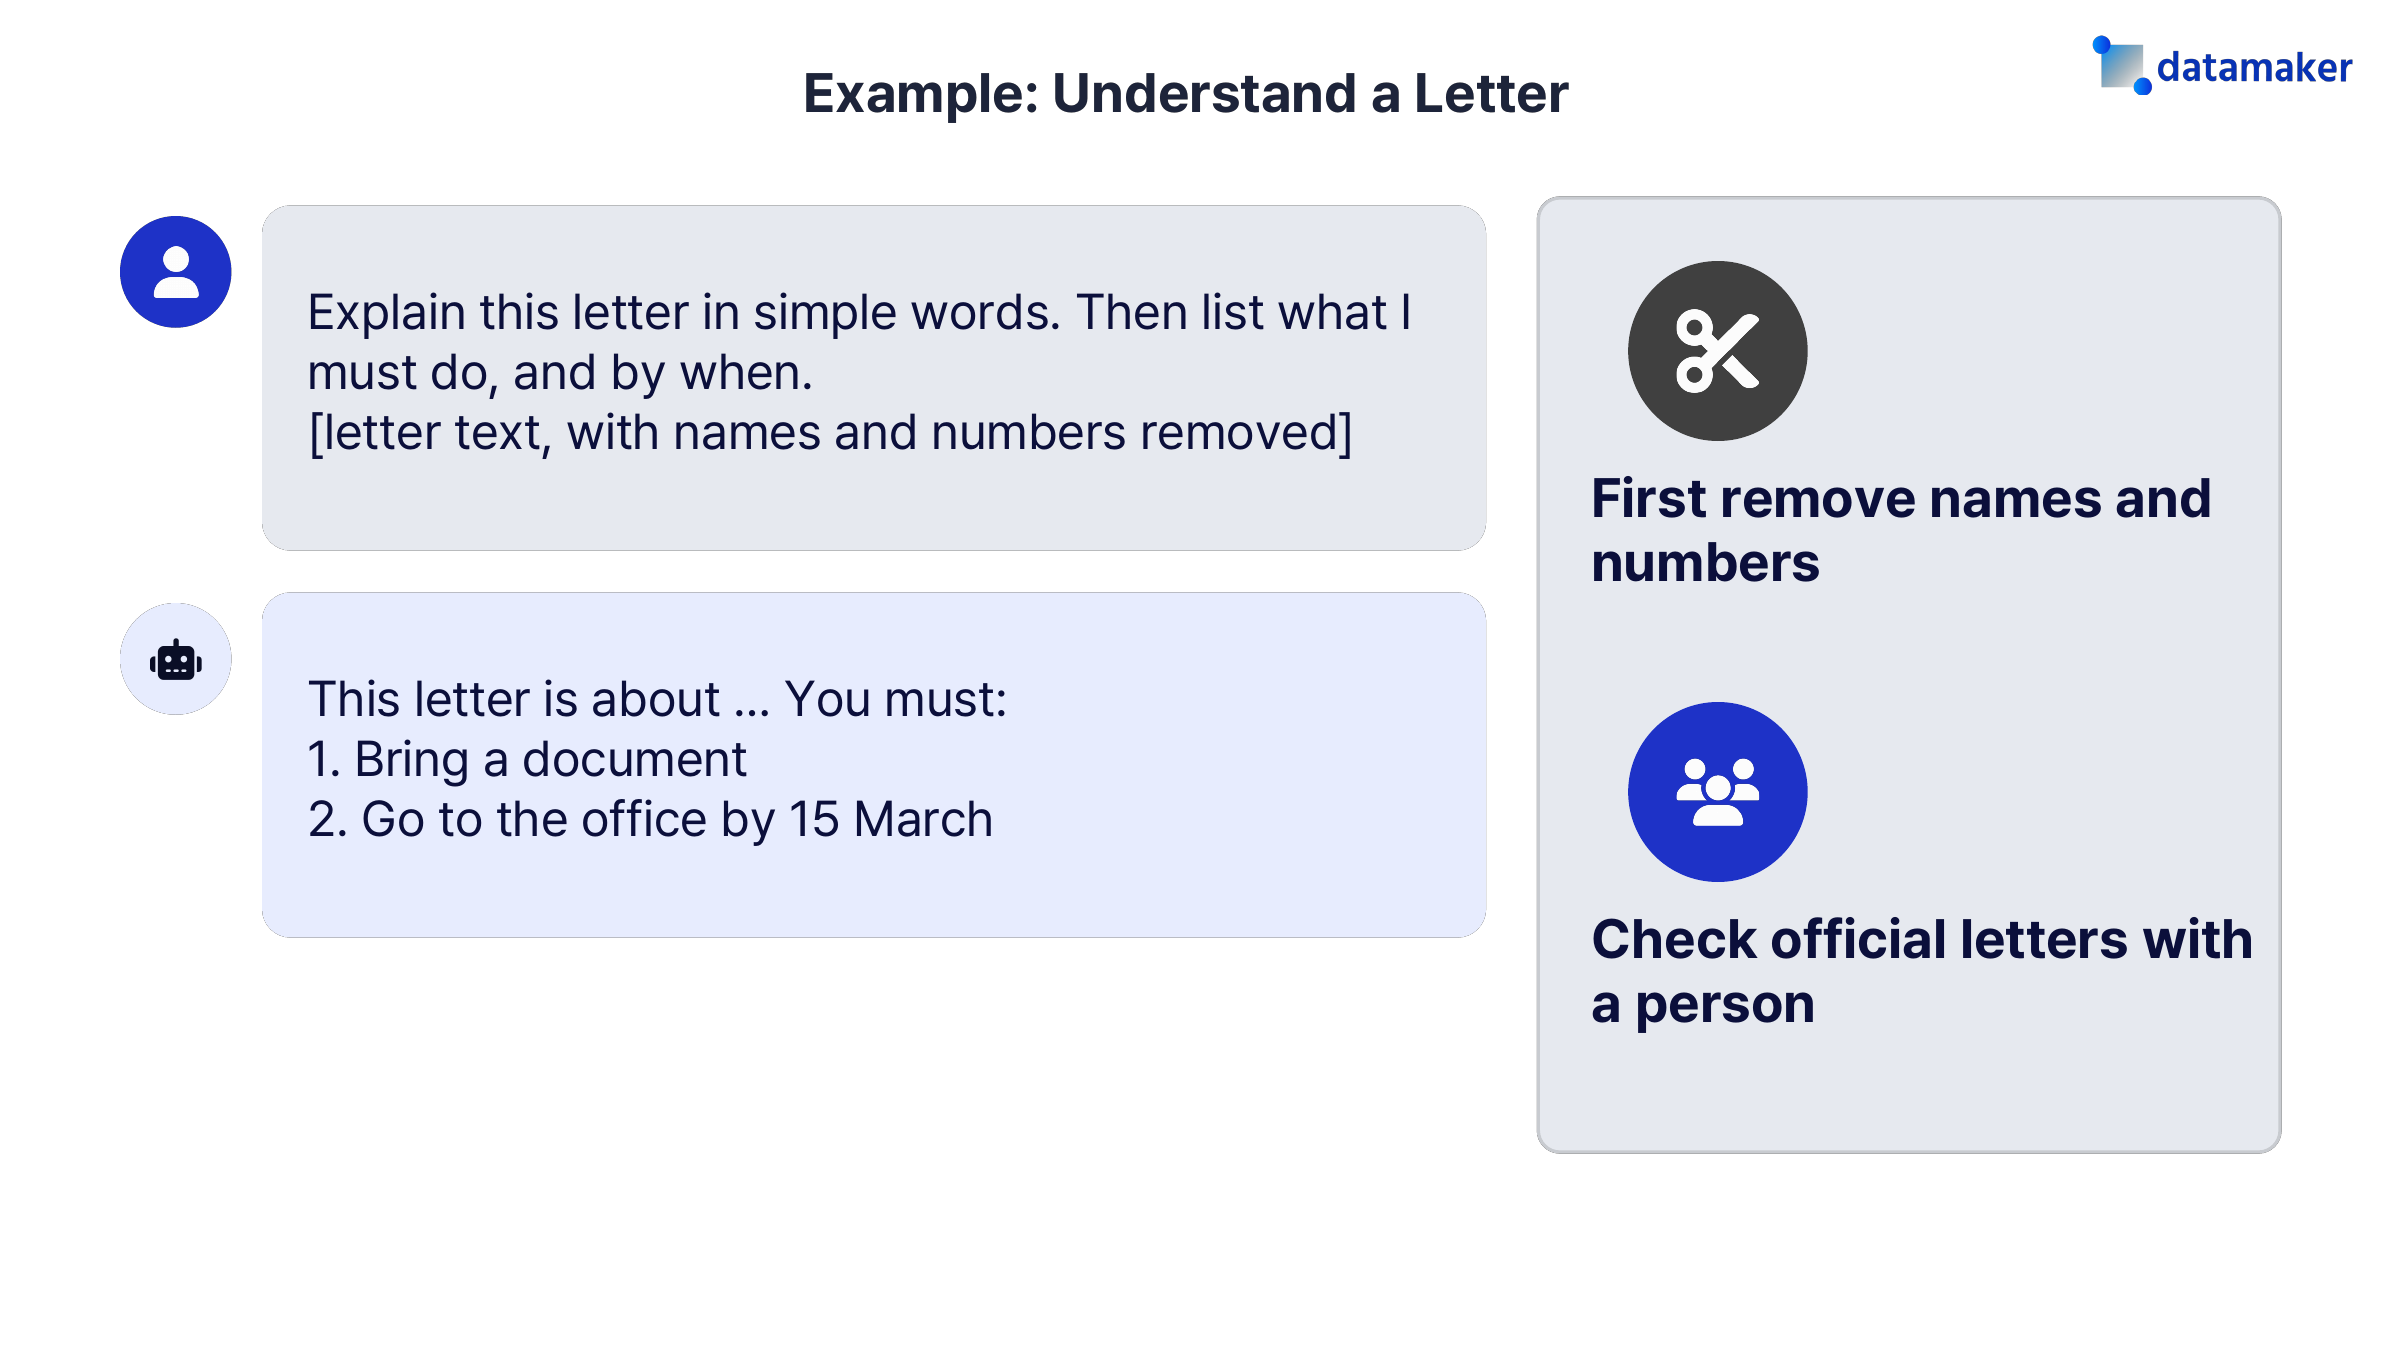 datamaker
Example: Understand a Letter
Explain this letter in simple words. Then list what I
must do, and by when.
[letter text, with names and numbers removed]
This letter is about ... You must:
1. Bring a document
2. Go to the office by 15 March
First remove names and
numbers
Check official letters with
a person